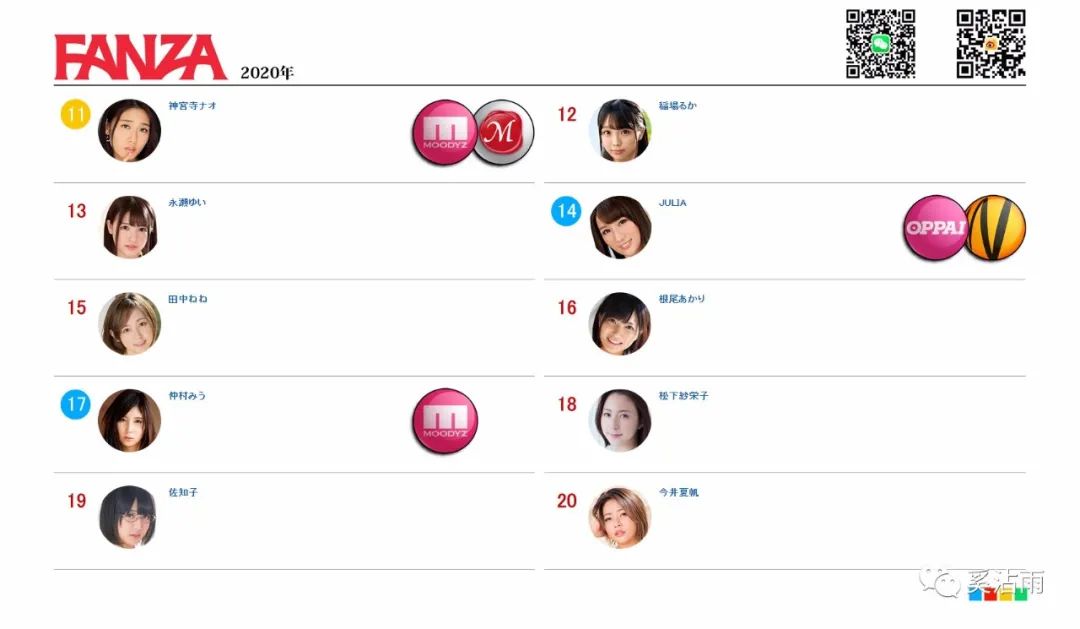 FANZA 2020年
11 神宮寺ナオ
MOODYZ M
12 稲場るか
13 永瀬ゆい
14 JULIA
OPPAI V
15 田中ねね
16 根尾あかり
17 仲村みう
MOODYZ
18 松下紗栄子
19 佐知子
20 今井夏帆
奚沾雨